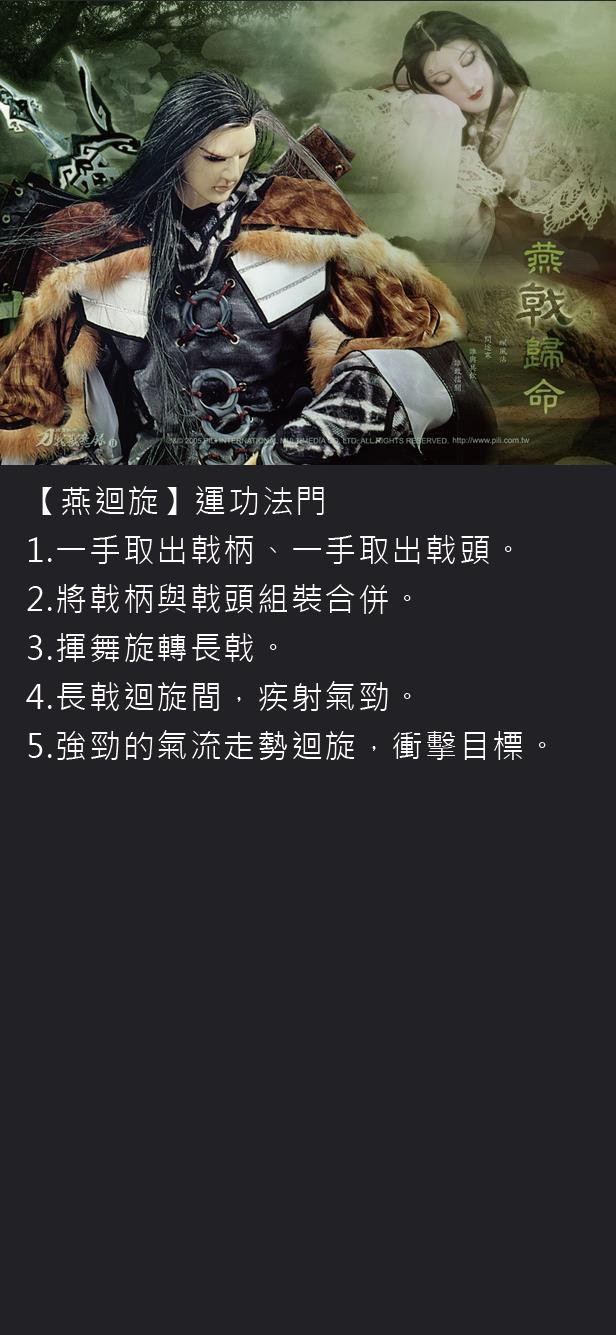 燕戟歸命
©MD 2005 PILI INTERNATIONAL MULTIMEDIA CO. LTD. ALL RIGHTS RESERVED. http://www.pili.com.tw
【燕迴旋】運功法門
1.一手取出戟柄、一手取出戟頭。
2.將戟柄與戟頭組裝合併。
3.揮舞旋轉長戟。
4.長戟迴旋間，疾射氣勁。
5.強勁的氣流走勢迴旋，衝擊目標。